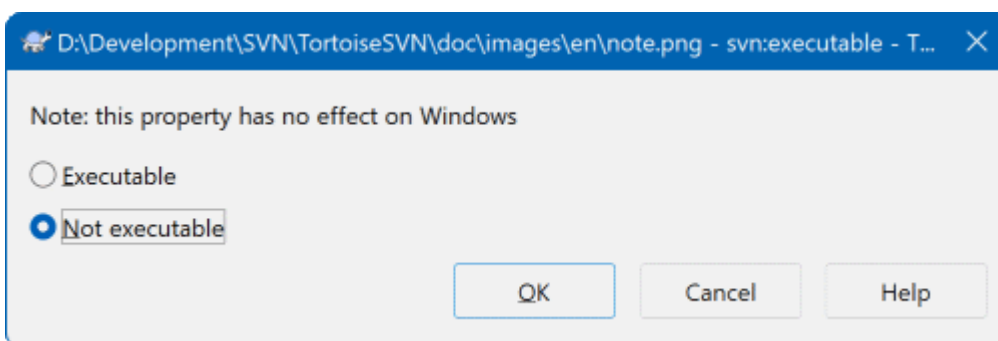 D:\Development\SVN\TortoiseSVN\doc\images\en\note.png - svn:executable - T...
Note: this property has no effect on Windows
Executable
Not executable
OK Cancel Help